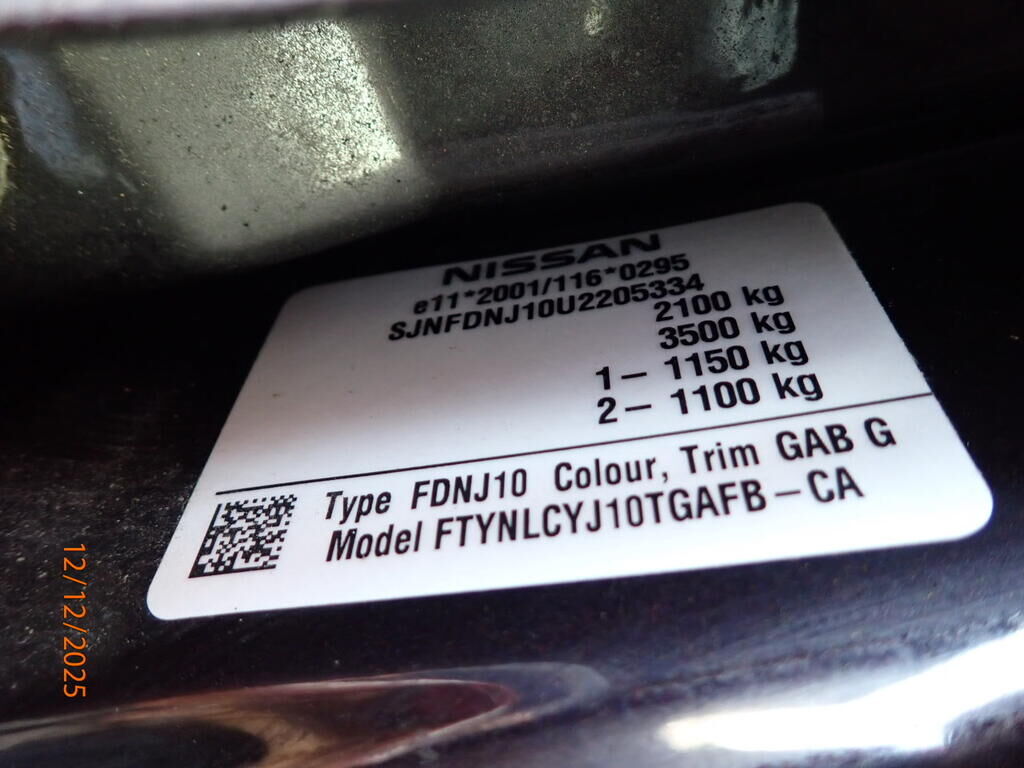 NISSAN
e11*2001/116*0295
SJNFDNJ10U2205334
2100 kg
3500 kg
1- 1150 kg
2- 1100 kg
Type FDNJ10 Colour, Trim GAB G
Model FTYNLCYJ10TGAFB-CA
12/12/2025